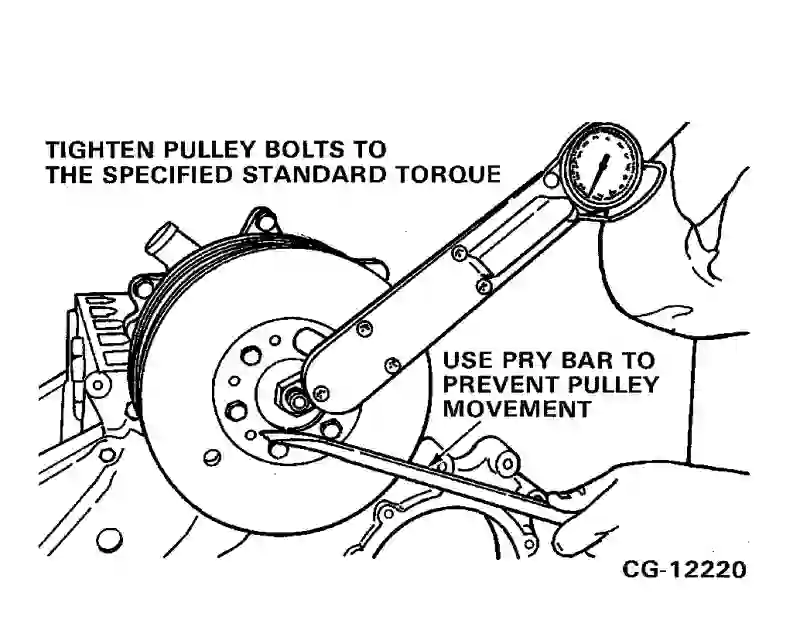 TIGHTEN PULLEY BOLTS TO
THE SPECIFIED STANDARD TORQUE
USE PRY BAR TO
PREVENT PULLEY
MOVEMENT
CG-12220